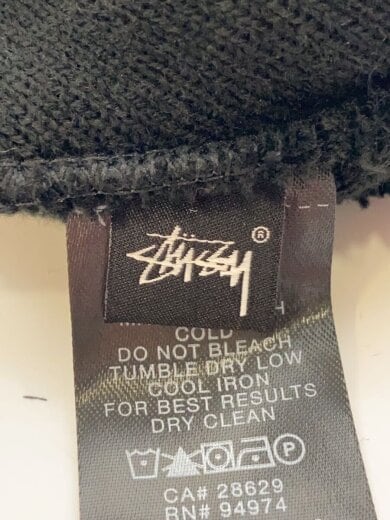 Stüssy ®
COLD
DO NOT BLEACH
TUMBLE DRY LOW
COOL IRON
FOR BEST RESULTS
DRY CLEAN
P
CA# 28629
RN# 94974